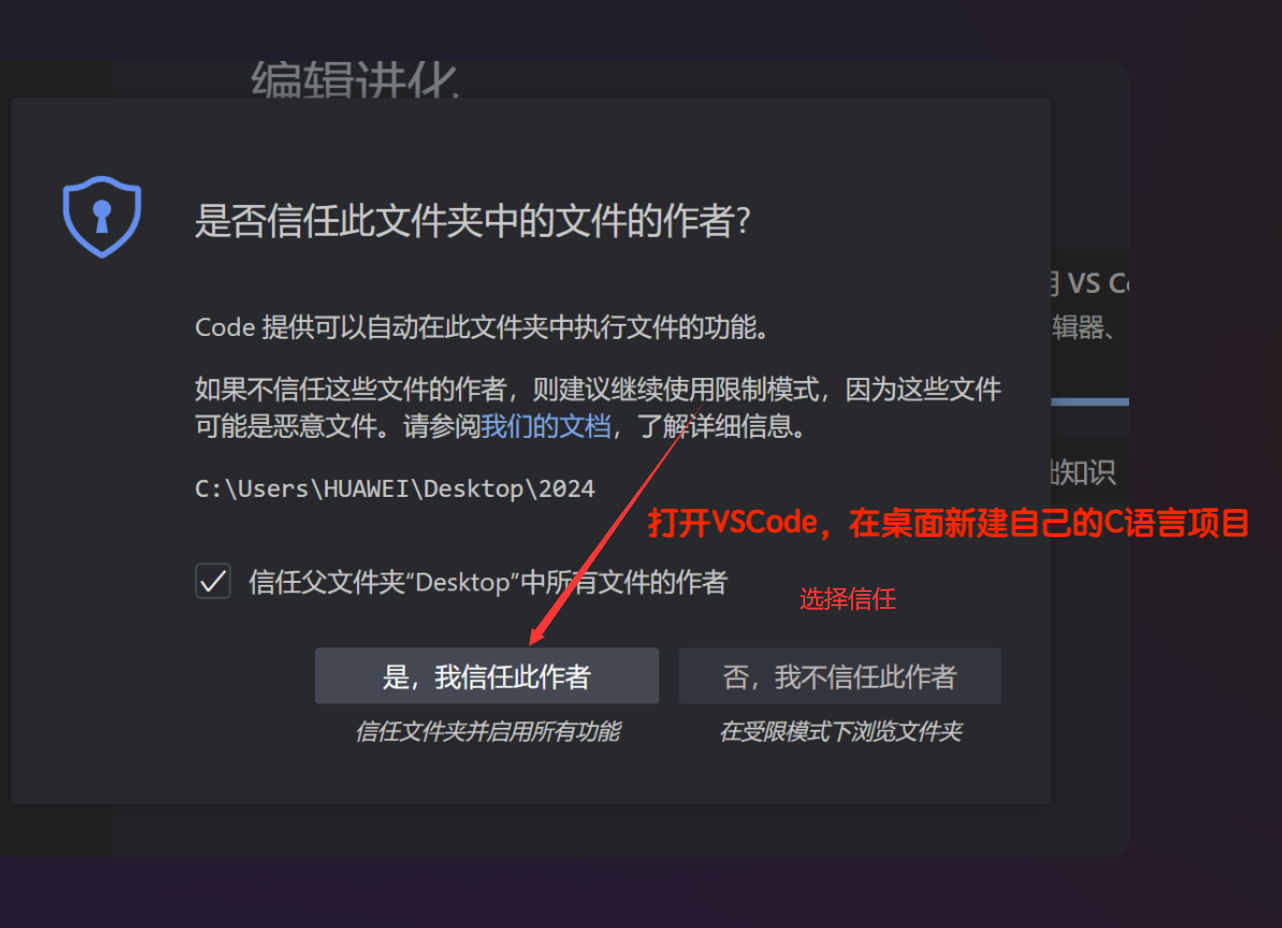 编辑进化
是否信任此文件夹中的文件的作者?
Code 提供可以自动在此文件夹中执行文件的功能。
如果不信任这些文件的作者，则建议继续使用限制模式，因为这些文件
可能是恶意文件。请参阅我们的文档，了解详细信息。
C:\Users\HUAWEI\Desktop\2024
信任父文件夹“Desktop”中所有文件的作者
是，我信任此作者
信任文件夹并启用所有功能
否，我不信任此作者
在受限模式下浏览文件夹
VS
辑器、
知识
打开VSCode，在桌面新建自己的C语言项目
选择信任